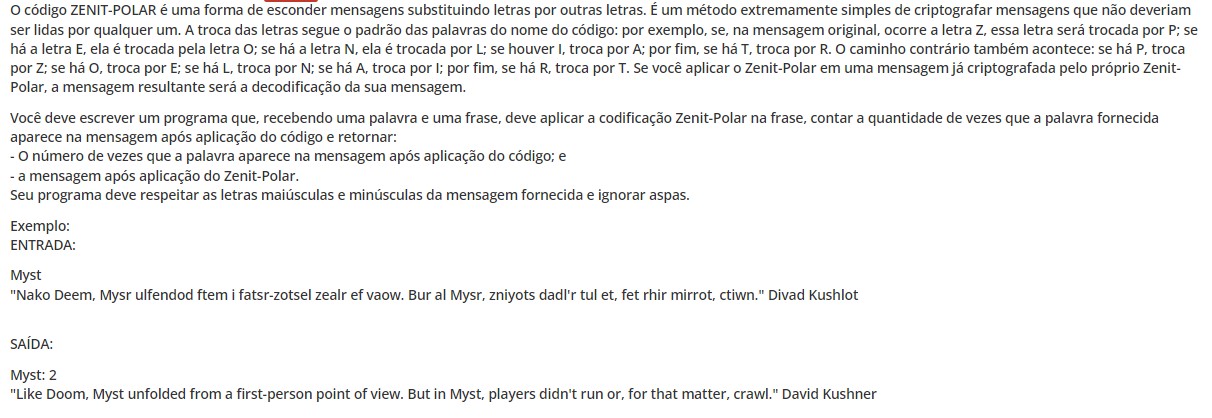 O código ZENIT-POLAR é uma forma de esconder mensagens substituindo letras por outras letras. É um método extremamente simples de criptografar mensagens que não deveriam
ser lidas por qualquer um. A troca das letras segue o padrão das palavras do nome do código: por exemplo, se, na mensagem original, ocorre a letra Z, essa letra será trocada por P; se
há a letra E, ela é trocada pela letra O; se há a letra N, ela é trocada por L; se houver I, troca por A; por fim, se há T, troca por R. O caminho contrário também acontece: se há P, troca
por Z; se há O, troca por E; se há L, troca por N; se há A, troca por I; por fim, se há R, troca por T. Se você aplicar o Zenit-Polar em uma mensagem já criptografada pelo próprio Zenit-
Polar, a mensagem resultante será a decodificação da sua mensagem.
Você deve escrever um programa que, recebendo uma palavra e uma frase, deve aplicar a codificação Zenit-Polar na frase, contar a quantidade de vezes que a palavra fornecida
aparece na mensagem após aplicação do código e retornar:
- O número de vezes que a palavra aparece na mensagem após aplicação do código; e
- a mensagem após aplicação do Zenit-Polar.
Seu programa deve respeitar as letras maiúsculas e minúsculas da mensagem fornecida e ignorar aspas.
Exemplo:
ENTRADA:
Myst
"Nako Deem, Mysr ulfendod ftem i fatsr-zotsel zealr ef vaow. Bur al Mysr, zniyots dadl'r tul et, fet rhir mirrot, ctiwn." Divad Kushlot
SAÍDA:
Myst: 2
"Like Doom, Myst unfolded from a first-person point of view. But in Myst, players didn't run or, for that matter, crawl." David Kushner